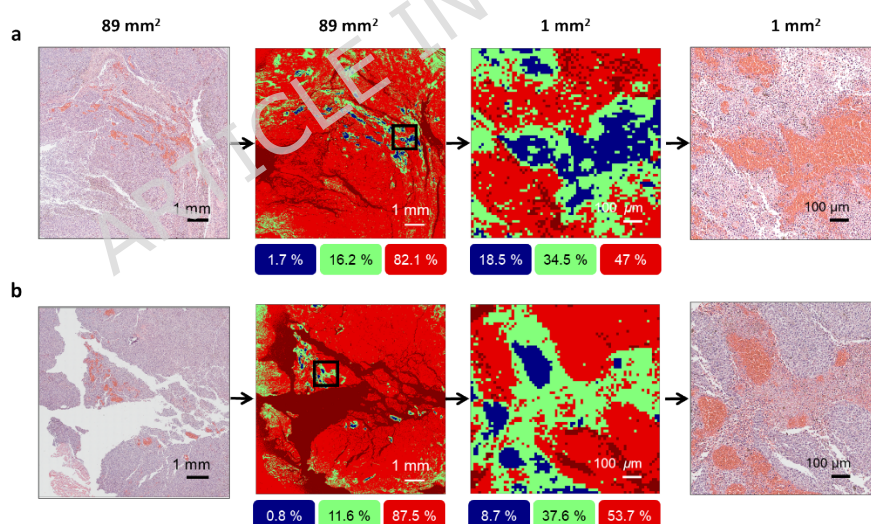 89 mm² 89 mm² 1 mm² 1 mm²
a
ARTICLE IN
1 mm 1 mm 100 µm 100 µm
1.7 % 16.2 % 82.1 % 18.5 % 34.5 % 47 %
b
1 mm 1 mm 100 µm 100 µm
0.8 % 11.6 % 87.5 % 8.7 % 37.6 % 53.7 %